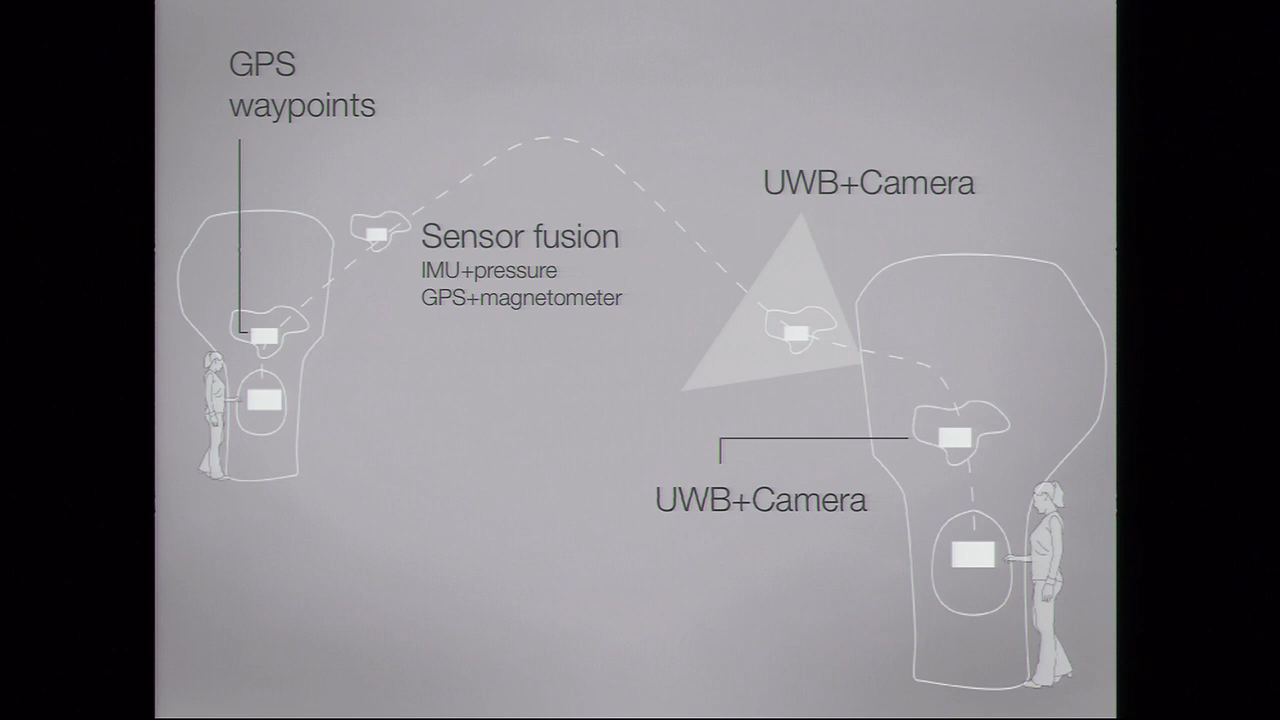 GPS
waypoints
UWB+Camera
Sensor fusion
IMU+pressure
GPS+magnetometer
UWB+Camera